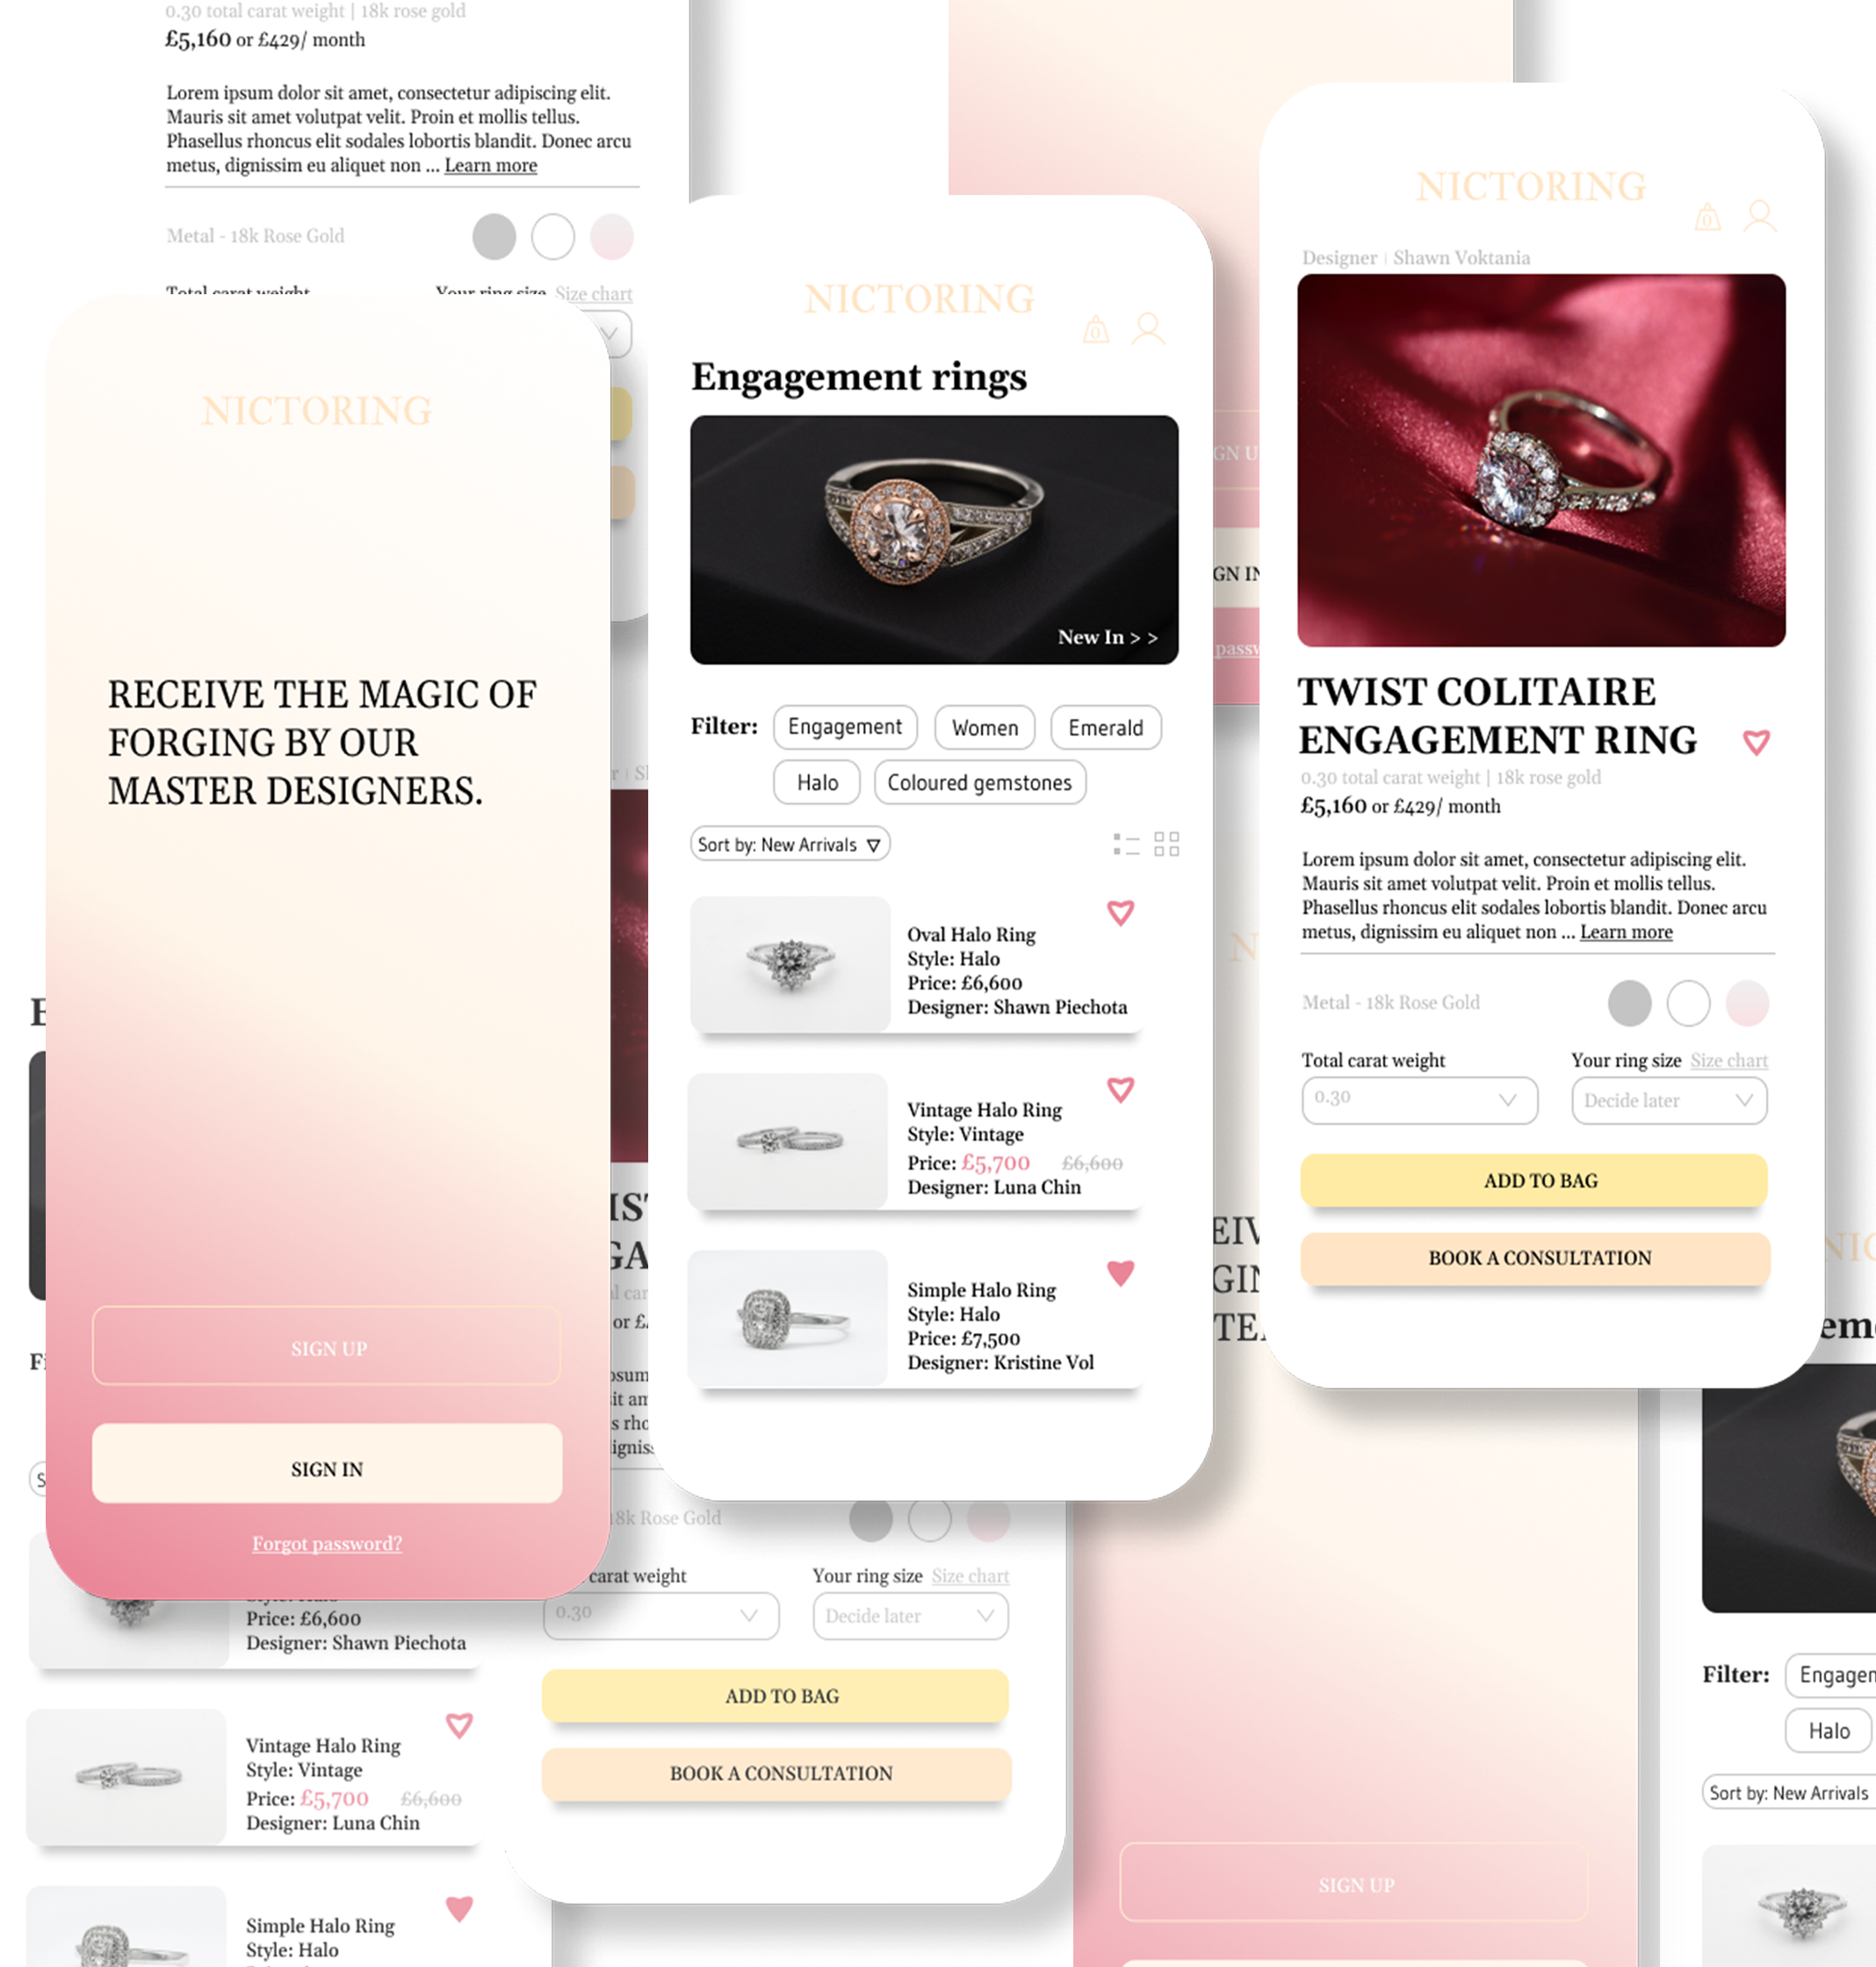 0.30 total carat weight | 18k rose gold
£5,160 or £429/ month
Lorem ipsum dolor sit amet, consectetur adipiscing elit.
Mauris sit amet volutpat velit. Proin et mollis tellus.
Phasellus rhoncus elit sodales lobortis blandit. Donec arcu
metus, dignissim eu aliquet non ... Learn more
Metal - 18k Rose Gold
Total carat weight
Your ring size Size chart
NICTORING
RECEIVE THE MAGIC OF
FORGING BY OUR
MASTER DESIGNERS.
SIGN UP
SIGN IN
Forgot password?
NICTORING
0
Engagement rings
New In > >
Filter:
Engagement
Women
Emerald
Halo
Coloured gemstones
Sort by: New Arrivals
Oval Halo Ring
Style: Halo
Price: £6,600
Designer: Shawn Piechota
Vintage Halo Ring
Style: Vintage
Price: £5,700 £6,600
Designer: Luna Chin
Simple Halo Ring
Style: Halo
Price: £7,500
Designer: Kristine Vol
NICTORING
0
Designer | Shawn Voktania
TWIST COLITAIRE
ENGAGEMENT RING
0.30 total carat weight | 18k rose gold
£5,160 or £429/ month
Lorem ipsum dolor sit amet, consectetur adipiscing elit.
Mauris sit amet volutpat velit. Proin et mollis tellus.
Phasellus rhoncus elit sodales lobortis blandit. Donec arcu
metus, dignissim eu aliquet non ... Learn more
Metal - 18k Rose Gold
Total carat weight
Your ring size Size chart
0.30
Decide later
ADD TO BAG
BOOK A CONSULTATION
Price: £6,600
Designer: Shawn Piechota
Vintage Halo Ring
Style: Vintage
Price: £5,700 £6,600
Designer: Luna Chin
Simple Halo Ring
Style: Halo
18k Rose Gold
carat weight
Your ring size Size chart
0.30
Decide later
ADD TO BAG
BOOK A CONSULTATION
SIGN UP
Filter:
Halo
Sort by: New Arrivals